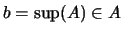 b = sup(A) ∈ A